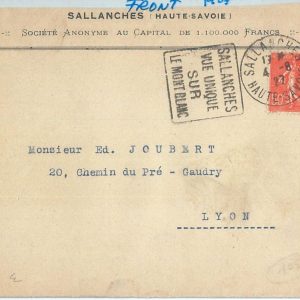 FRONT
SALLANCHES (HAUTE-SAVOIE)
SOCIÉTÉ ANONYME AU CAPITAL DE 1.100.000 FRANCS
SALLANCHES
VUE UNIQUE
SUR
LE MONT BLANC
SALLANCHES
HAUTE-SAVOIE
Monsieur Ed. JOUBERT
20, Chemin du Pré - Gaudry
LYON